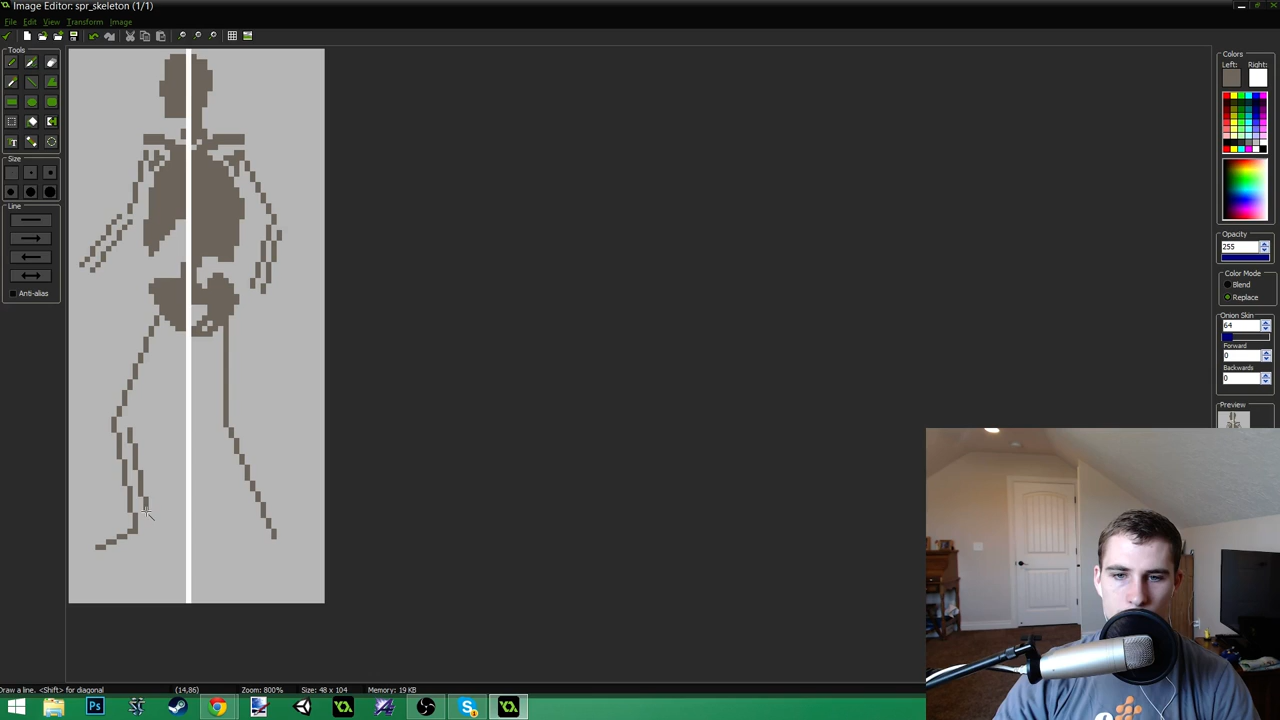 Image Editor: spr_skeleton (1/1)
File Edit View Transform Image
Tools
Size
Line
Anti-alias
Colors
Left: Right:
Opacity
255
Color Mode
Blend
Replace
Onion Skin
64
Forward
0
Backwards
0
Preview
Draw a line. <Shift> for diagonal (14,86) Zoom: 800% Size: 48 x 104 Memory: 19 KB